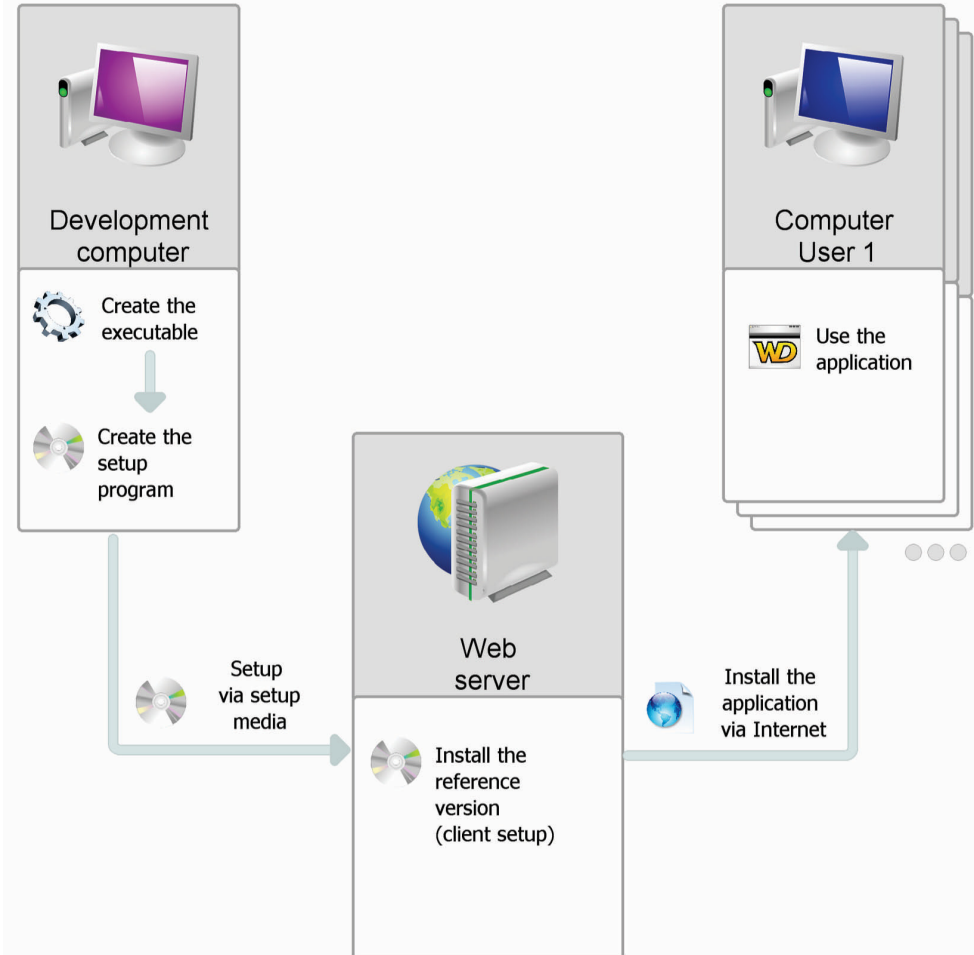 Development
computer
Create the
executable
Create the
setup
program
Setup
via setup
media
Web
server
Install the
reference
version
(client setup)
Install the
application
via Internet
Computer
User 1
WD
Use the
application